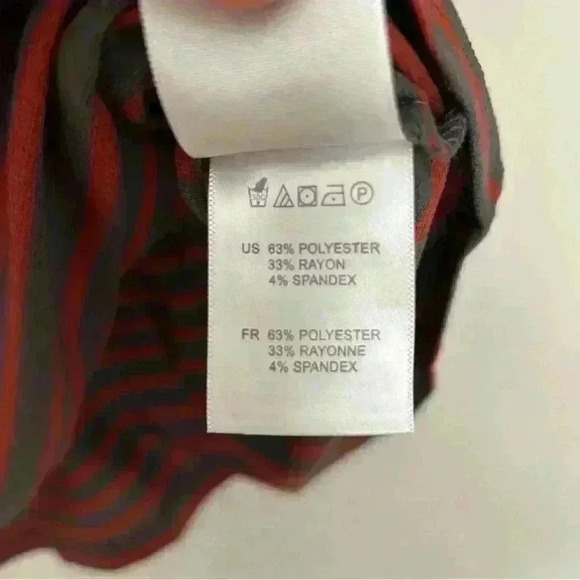 P
US 63% POLYESTER
33% RAYON
4% SPANDEX
FR 63% POLYESTER
33% RAYONNE
4% SPANDEX